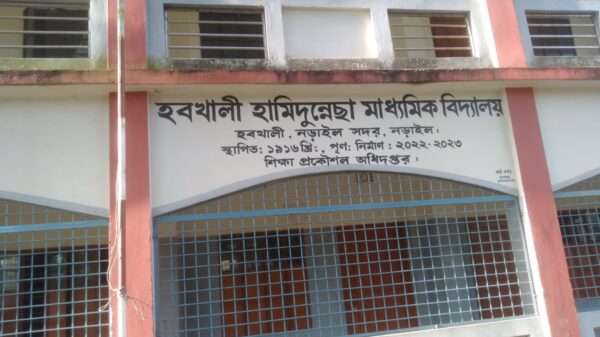 হবখালী হামিদুন্নেছা মাধ্যমিক বিদ্যালয়
হবখালী, নড়াইল সদর, নড়াইল।
স্থাপিত: ১৯১৬খ্রি:, পূণ: নির্মাণ: ২০২২-২০২৩
শিক্ষা প্রকৌশল অধিদপ্তর।